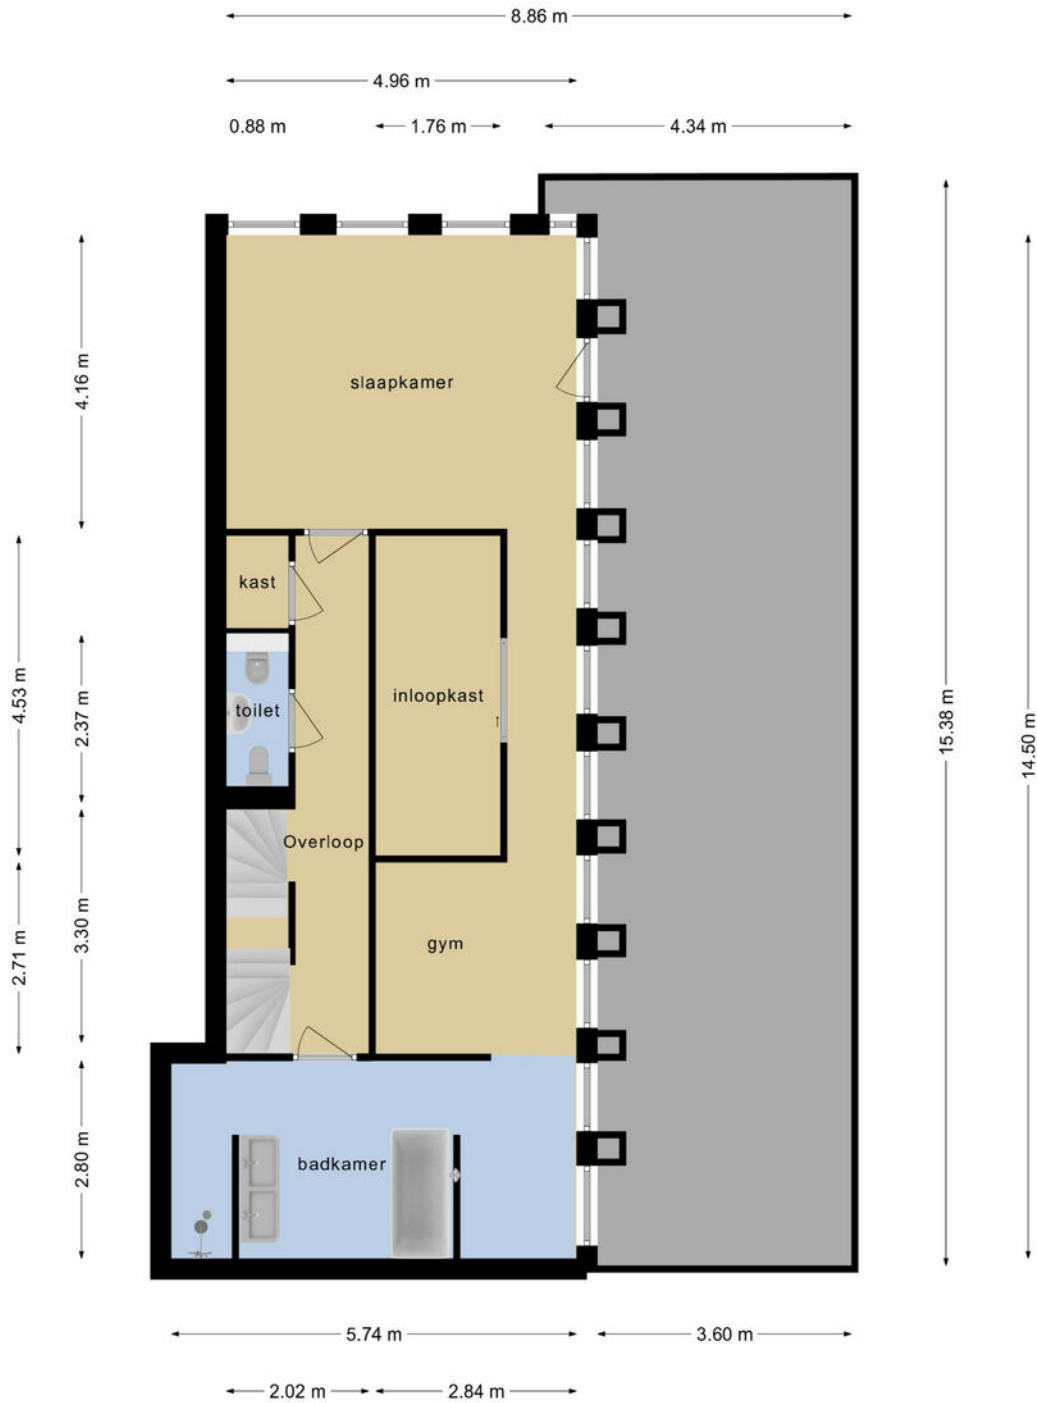 8.86 m
4.96 m
0.88 m 1.76 m 4.34 m
slaapkamer
4.16 m
kast
inloopkast
toilet
4.53 m
2.37 m
15.38 m
14.50 m
Overloop
gym
3.30 m
2.71 m
badkamer
2.80 m
5.74 m 3.60 m
2.02 m 2.84 m